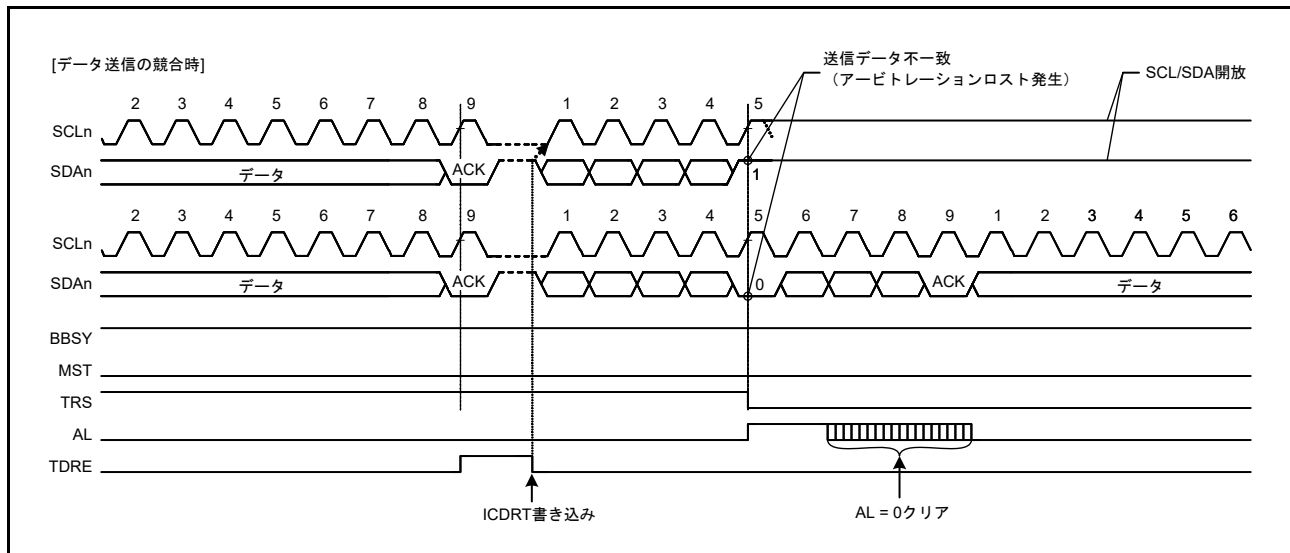 [データ送信の競合時]
送信データ不一致
（アービトレーションロスト発生）
SCL/SDA開放
2 3 4 5 6 7 8 9 1 2 3 4 5
SCLn
SDAn
データ ACK 1
2 3 4 5 6 7 8 9 1 2 3 4 5 6 7 8 9 1 2 3 4 5 6
SCLn
SDAn
データ ACK 0 ACK データ
BBSY
MST
TRS
AL
TDRE
ICDRT書き込み
AL = 0クリア